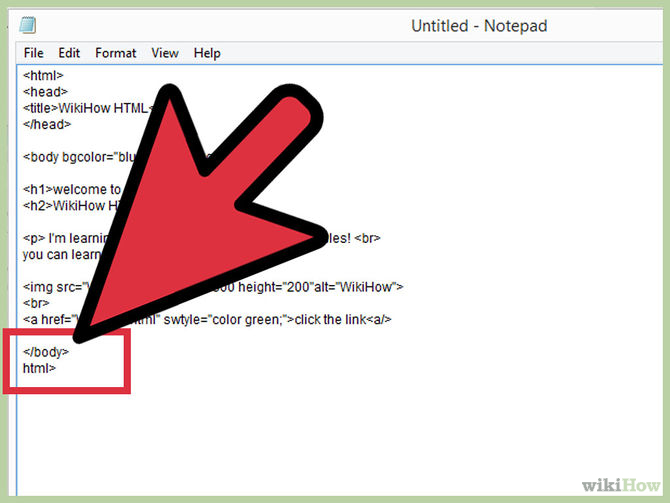 Untitled - Notepad
File Edit Format View Help
<html>
<head>
<title>WikiHow HTML<
</head>
<body bgcolor="blu
<h1>welcome to
<h2>WikiHow H
<p> I'm learning les! <br>
you can learn
<img src=" 00 height="200"alt="WikiHow">
<br>
<a href=" html" swtyle="color green;">click the link<a/>
</body>
html>
wikiHow